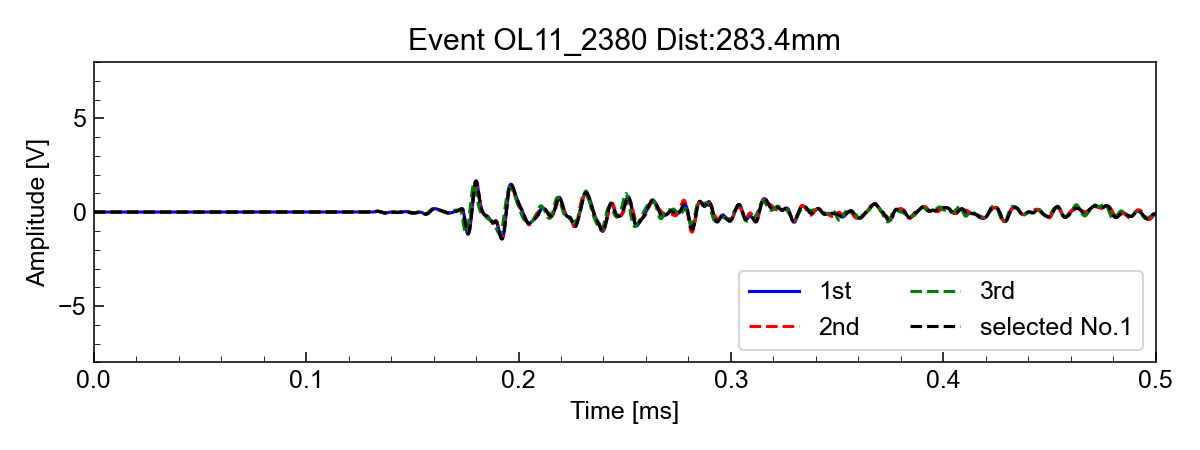 Event OL11_2380 Dist:283.4mm
Amplitude [V]
5
0
−5
1st
2nd
3rd
selected No.1
0.0 0.1 0.2 0.3 0.4 0.5
Time [ms]